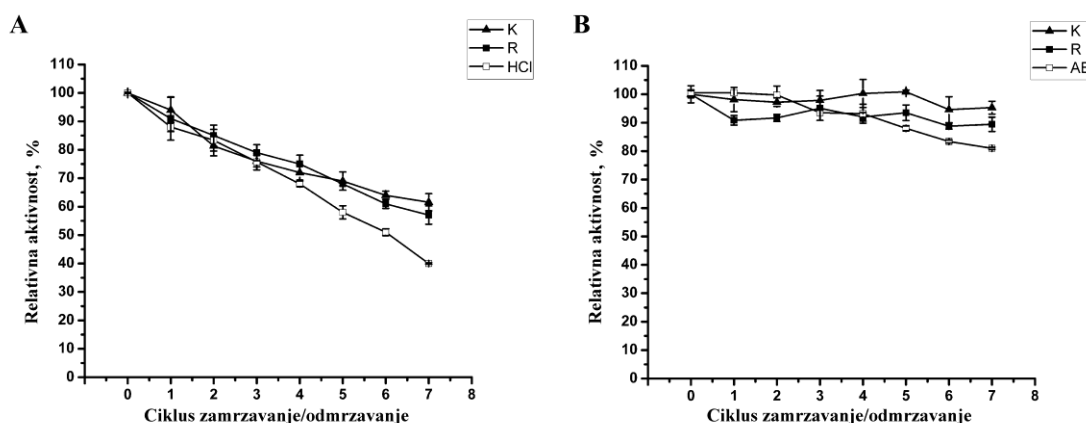 A
K
R
HCl
110
100
90
80
70
60
50
40
30
20
10
0
Relativna aktivnost, %
0 1 2 3 4 5 6 7 8
Ciklus zamrzavanje/odmrzavanje
B
K
R
AE
110
100
90
80
70
60
50
40
30
20
10
0
Relativna aktivnost, %
0 1 2 3 4 5 6 7 8
Ciklus zamrzavanje/odmrzavanje